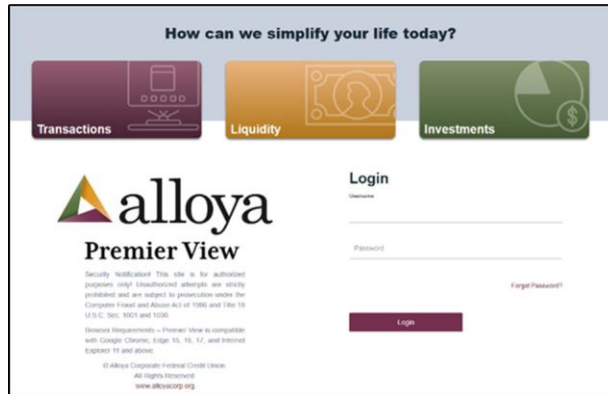 How can we simplify your life today?
Transactions
Liquidity
Investments
alloya
Premier View
Security Notification! This site is for authorized
purposes only! Unauthorized attempts are strictly
prohibited and are subject to prosecution under the
Computer Fraud and Abuse Act of 1986 and Title 18
U.S.C. Sec. 1001 and 1030.
Browser Requirements – Premier View is compatible
with Google Chrome, Edge 15, 16, 17, and Internet
Explorer 11 and above.
© Alloya Corporate Federal Credit Union.
All Rights Reserved
www.alloyacorp.org
Login
Username
Password
Forgot Password?
Login